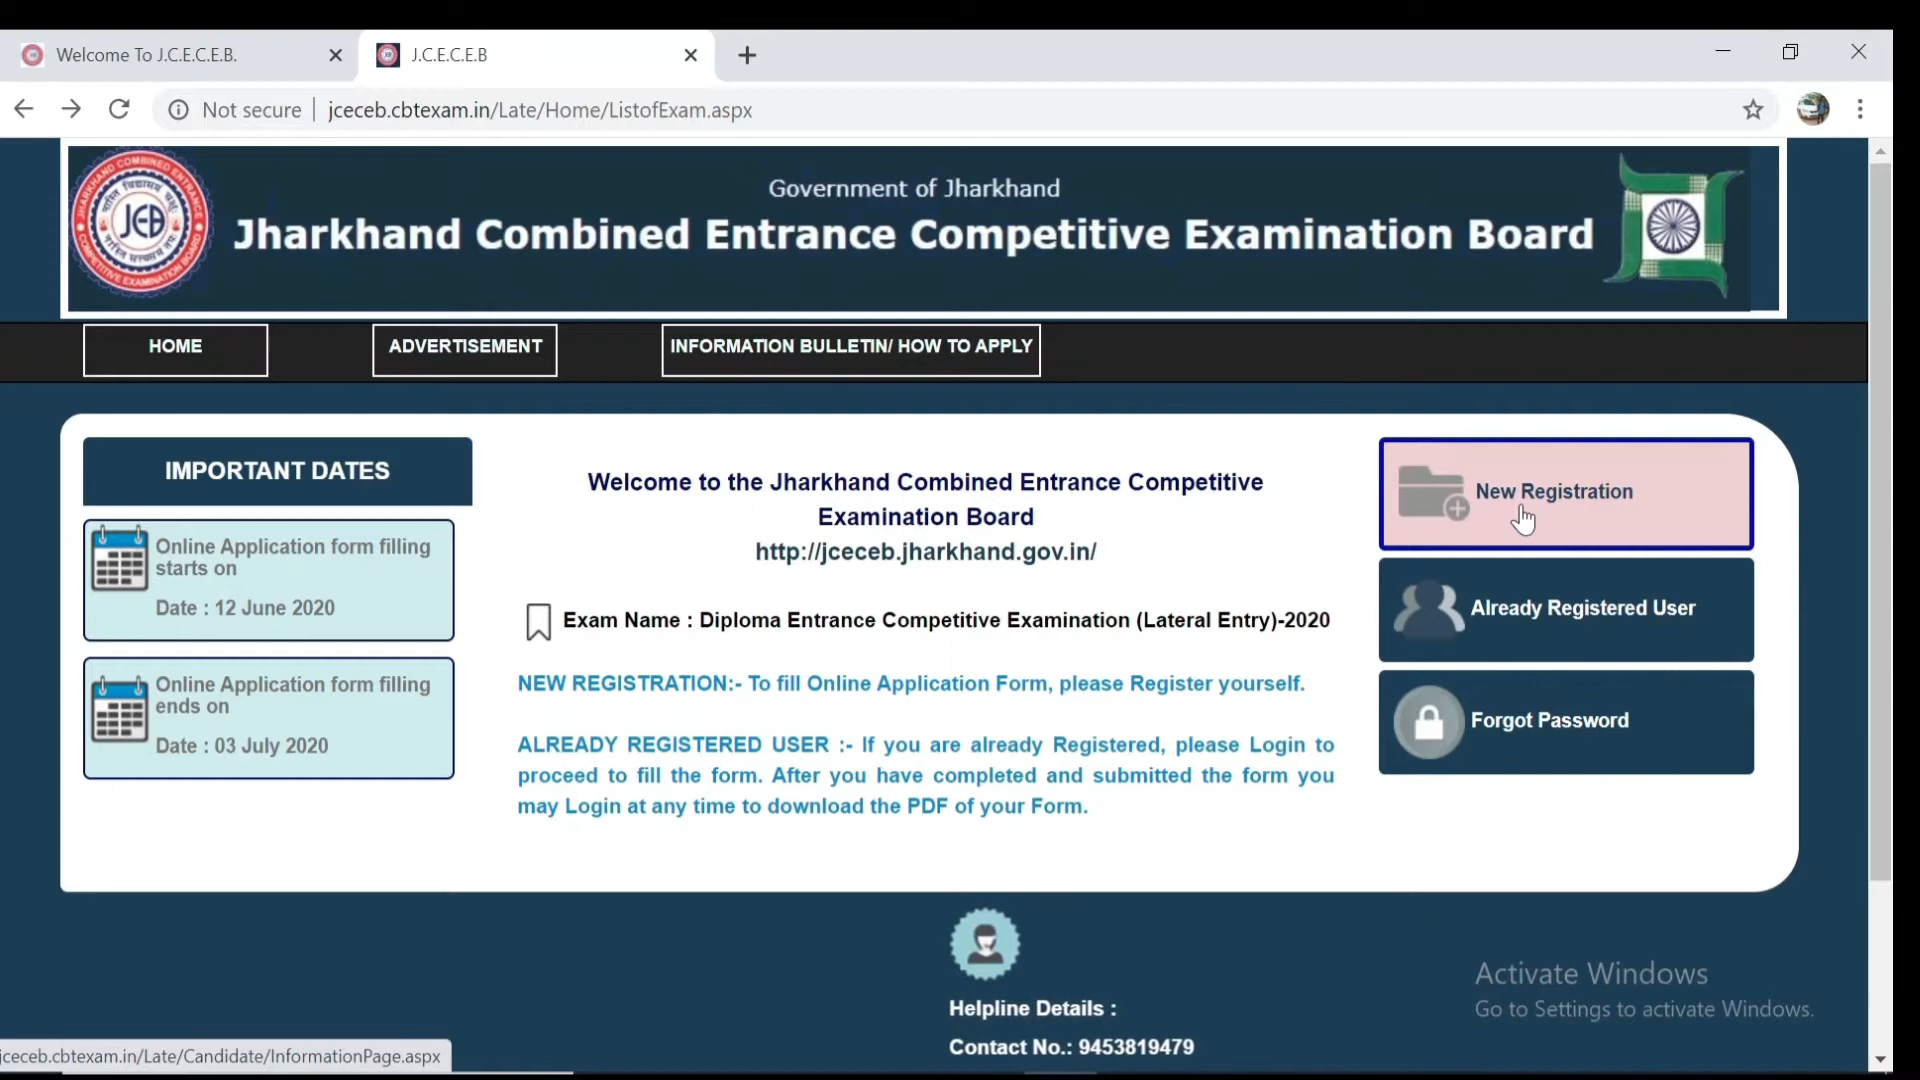 Welcome To J.C.E.C.E.B.
J.C.E.C.E.B
Not secure
jceceb.cbtexam.in/Late/Home/ListofExam.aspx
Government of Jharkhand
Jharkhand Combined Entrance Competitive Examination Board
JHARKHAND COMBINED ENTRANCE
JCEB
COMPETITIVE EXAMINATION BOARD
HOME
ADVERTISEMENT
INFORMATION BULLETIN/ HOW TO APPLY
IMPORTANT DATES
Online Application form filling
starts on
Date : 12 June 2020
Online Application form filling
ends on
Date : 03 July 2020
Welcome to the Jharkhand Combined Entrance Competitive
Examination Board
http://jceceb.jharkhand.gov.in/
Exam Name : Diploma Entrance Competitive Examination (Lateral Entry)-2020
NEW REGISTRATION:- To fill Online Application Form, please Register yourself.
ALREADY REGISTERED USER :- If you are already Registered, please Login to
proceed to fill the form. After you have completed and submitted the form you
may Login at any time to download the PDF of your Form.
New Registration
Already Registered User
Forgot Password
Helpline Details :
Contact No.: 9453819479
Activate Windows
Go to Settings to activate Windows.
jceceb.cbtexam.in/Late/Candidate/InformationPage.aspx